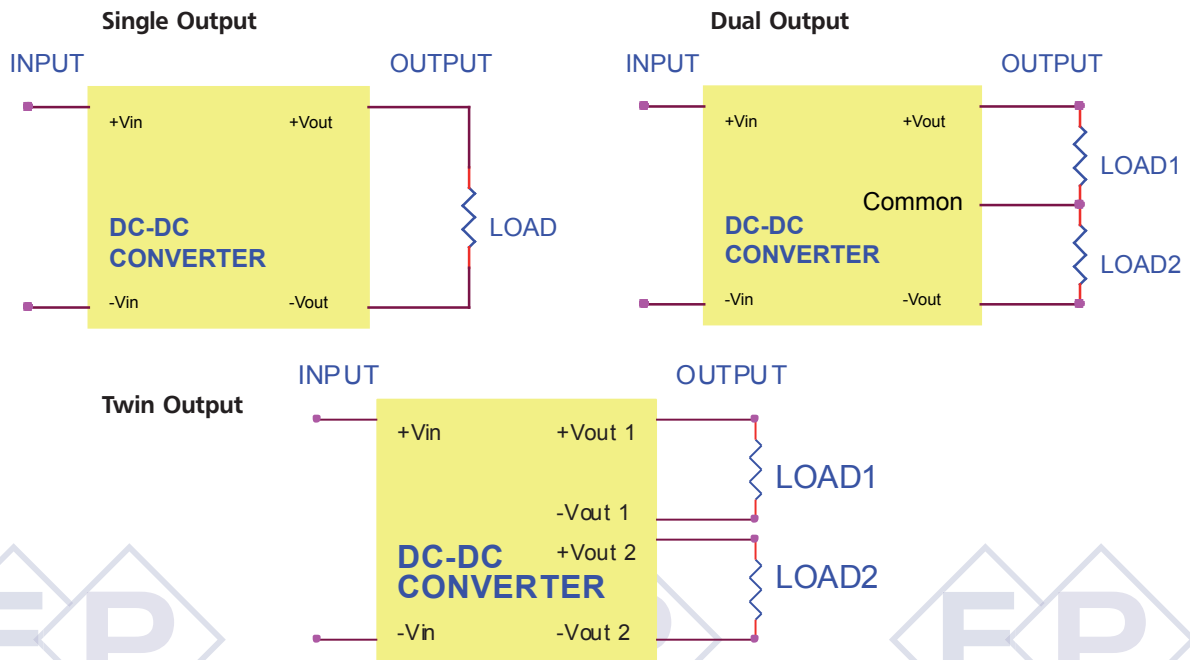 Single Output
INPUT
OUTPUT
+Vin
+Vout
DC-DC
CONVERTER
LOAD
-Vin
-Vout
Dual Output
INPUT
OUTPUT
+Vin
+Vout
LOAD1
Common
DC-DC
CONVERTER
LOAD2
-Vin
-Vout
Twin Output
INPUT
OUTPUT
+Vin
+Vout 1
LOAD1
-Vout 1
DC-DC
CONVERTER
+Vout 2
LOAD2
-Vin
-Vout 2